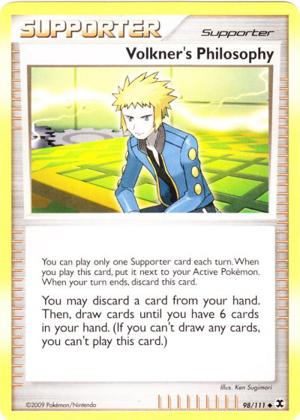 SUPPORTER
Supporter
Volkner's Philosophy
You can play only one Supporter card each turn. When
you play this card, put it next to your Active Pokémon.
When your turn ends, discard this card.
You may discard a card from your hand.
Then, draw cards until you have 6 cards
in your hand. (If you can't draw any cards,
you can't play this card.)
Illus. Ken Sugimori
©2009 Pokémon/Nintendo
98/111